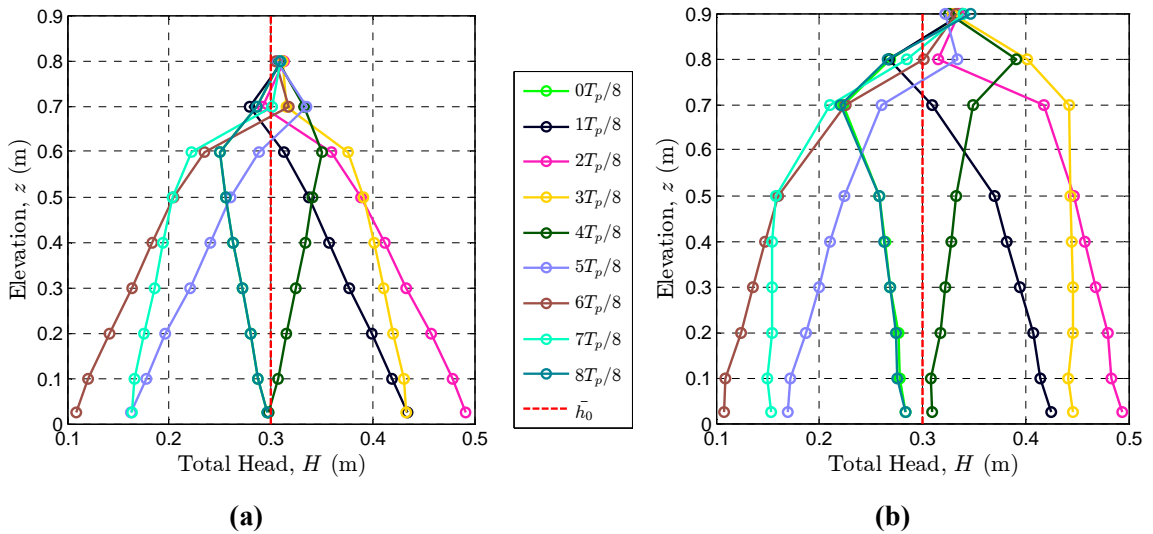 0.9
0.8
0.7
0.6
0.5
0.4
0.3
0.2
0.1
0
Elevation, z (m)
0.1 0.2 0.3 0.4 0.5
Total Head, H (m)
(a)
0T_p/8
1T_p/8
2T_p/8
3T_p/8
4T_p/8
5T_p/8
6T_p/8
7T_p/8
8T_p/8
h̄_0
0.9
0.8
0.7
0.6
0.5
0.4
0.3
0.2
0.1
0
Elevation, z (m)
0.1 0.2 0.3 0.4 0.5
Total Head, H (m)
(b)